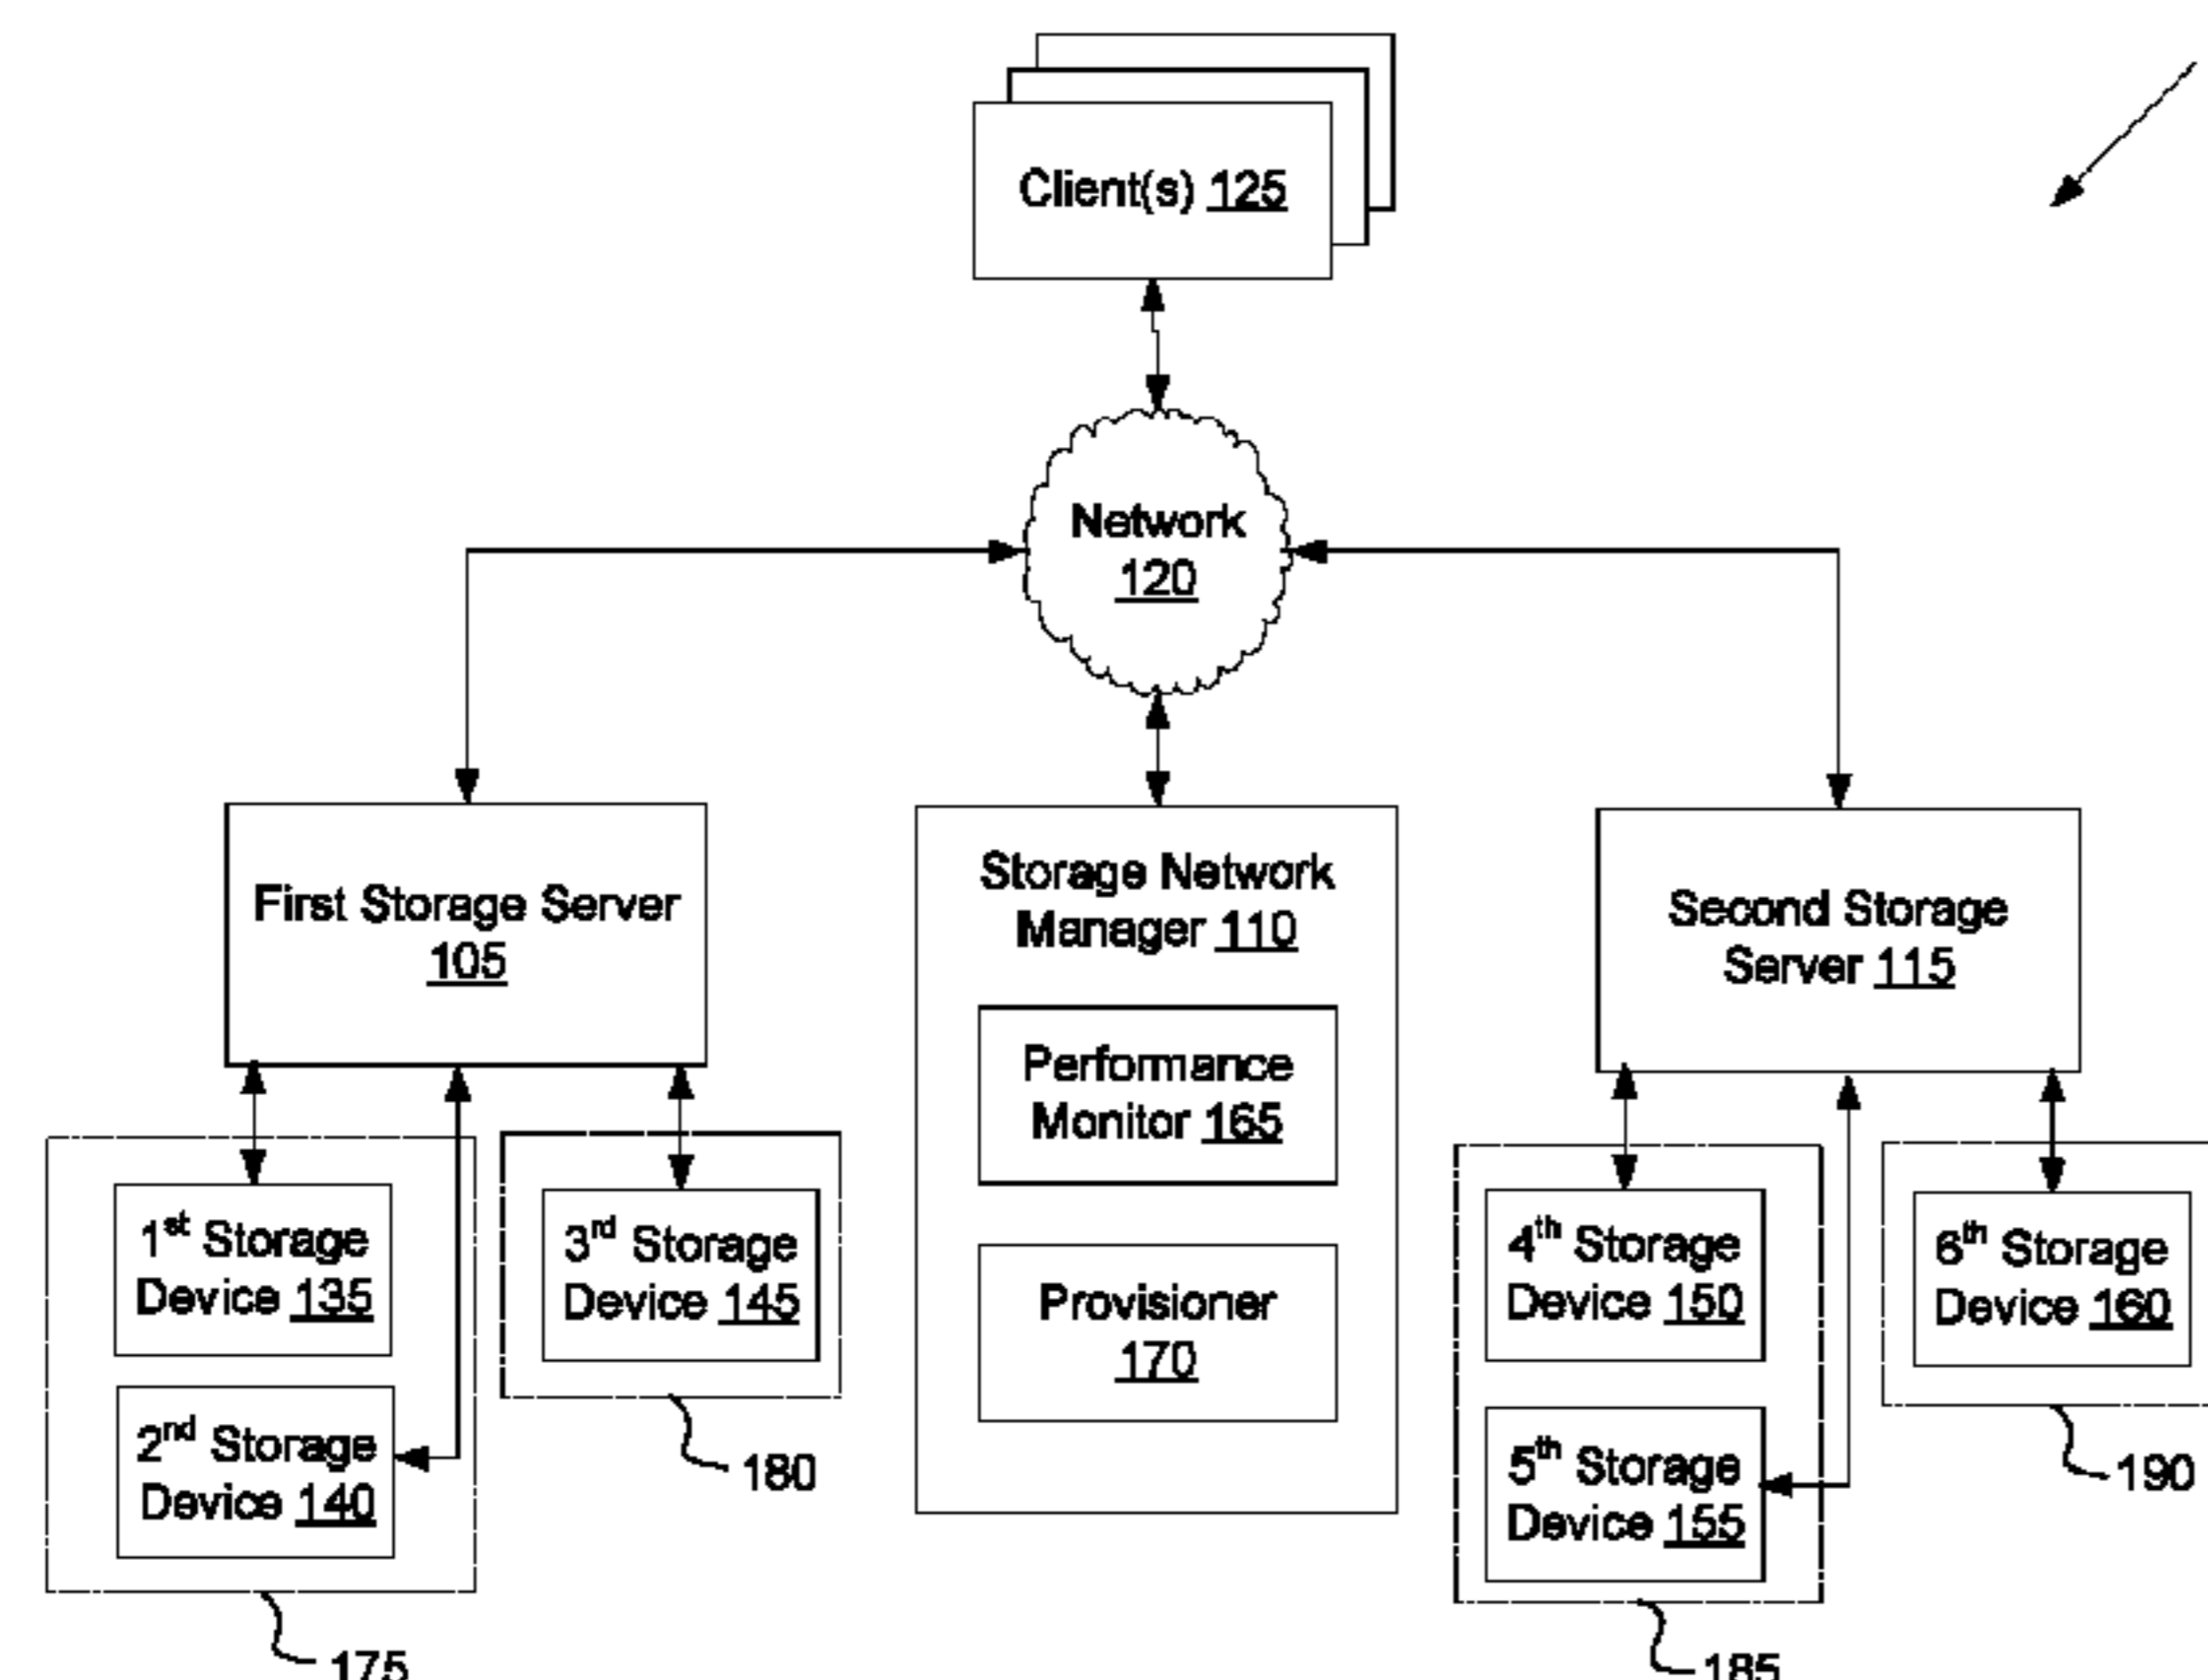 Client(s) 125
Network
120
First Storage Server
105
Storage Network
Manager 110
Performance
Monitor 165
Provisioner
170
Second Storage
Server 115
1st Storage
Device 135
2nd Storage
Device 140
175
3rd Storage
Device 145
180
4th Storage
Device 150
5th Storage
Device 155
185
6th Storage
Device 160
190